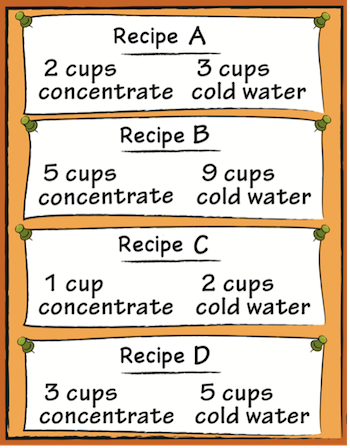 Recipe A
2 cups 3 cups
concentrate cold water
Recipe B
5 cups 9 cups
concentrate cold water
Recipe C
1 cup 2 cups
concentrate cold water
Recipe D
3 cups 5 cups
concentrate cold water